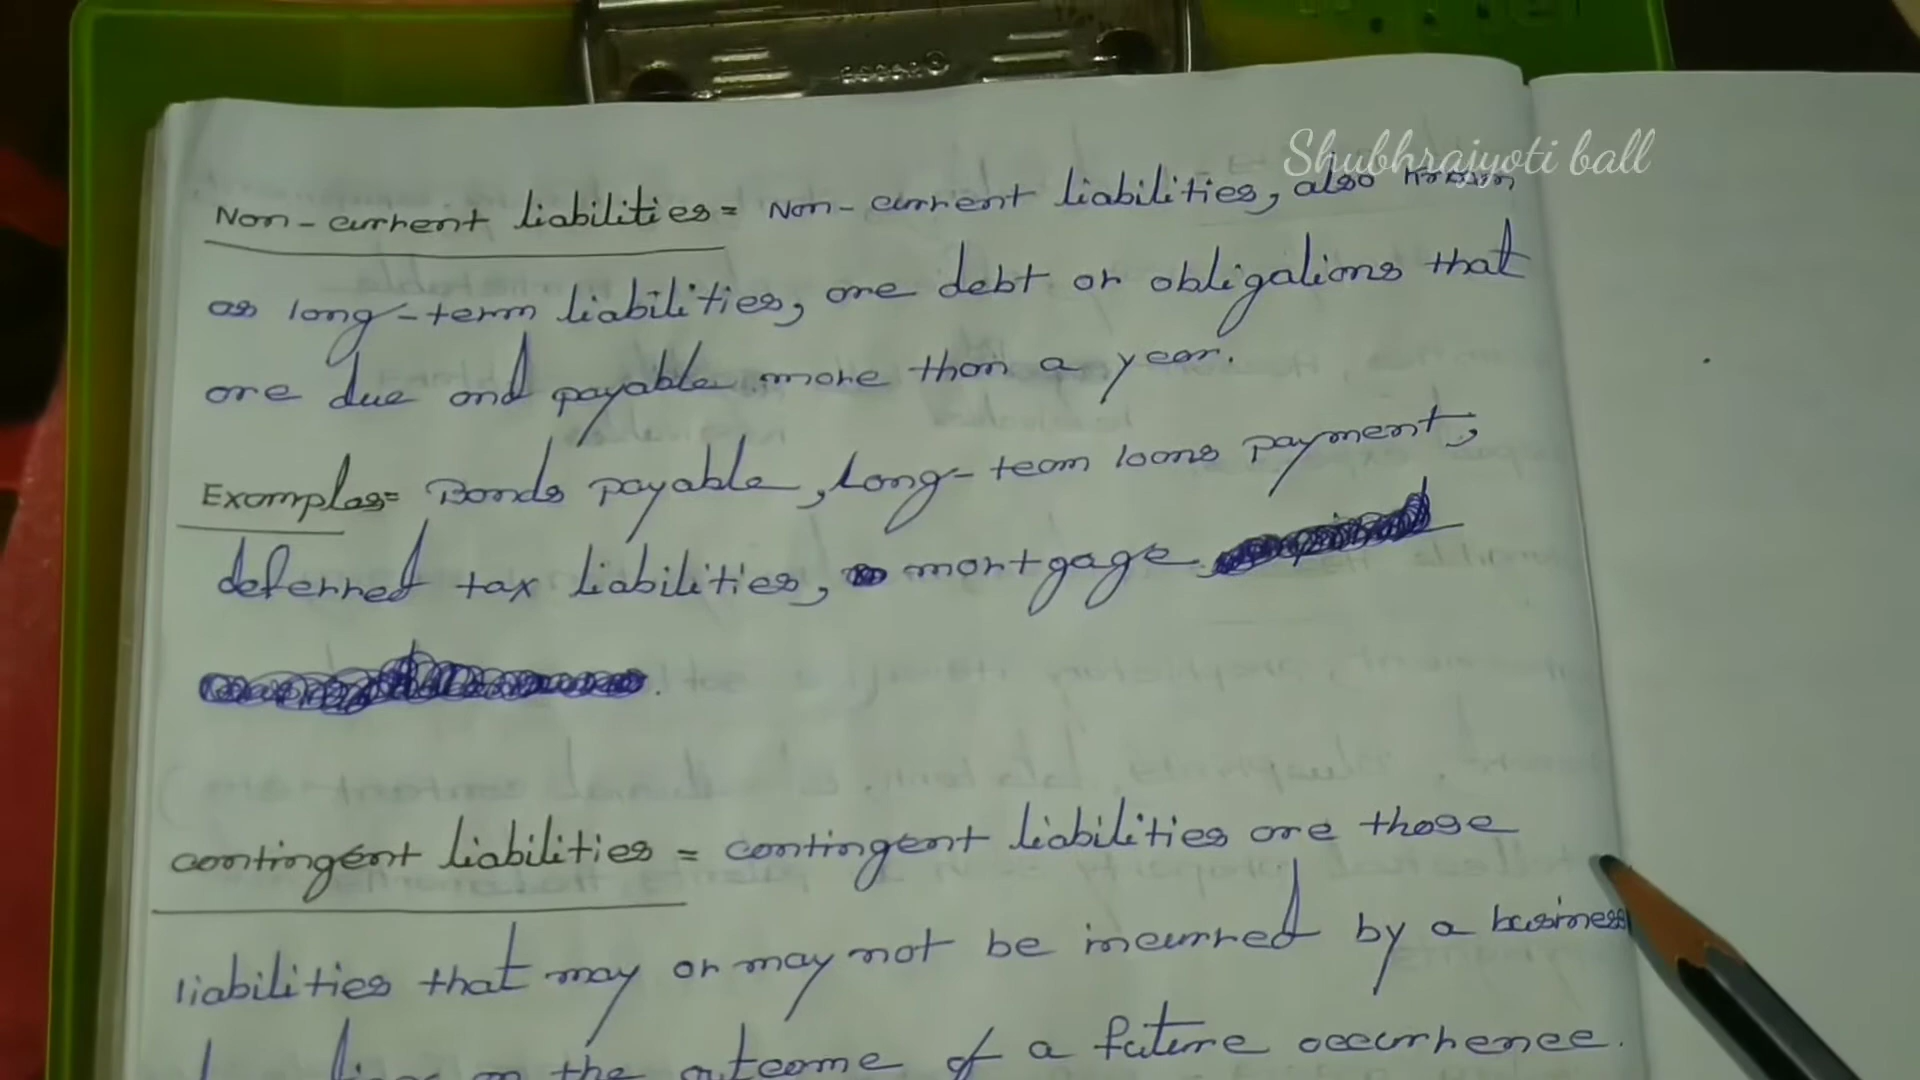 Shubhrajyoti ball
Non-current liabilities = Non-current liabilities, also known
as long-term liabilities, are debt or obligations that
are due and payable more than a year.
Examples= Bonds payable, Long-term loans payment,
deferred tax liabilities, mortgage
contingent liabilities = contingent liabilities are those
liabilities that may or may not be incurred by a business
on the outcome of a future occurrence.